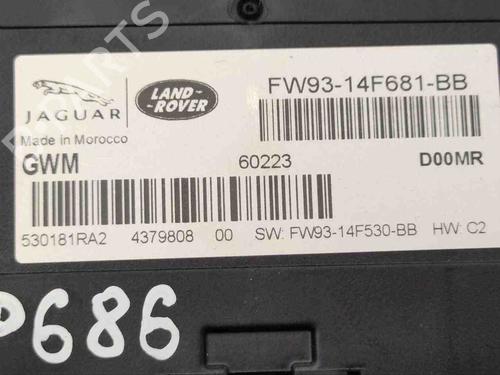 JAGUAR
LAND-
-ROVER
FW93-14F681-BB
Made in Morocco
GWM 60223 D00MR
530181RA2 4379808 00 SW: FW93-14F530-BB HW: C2
P686